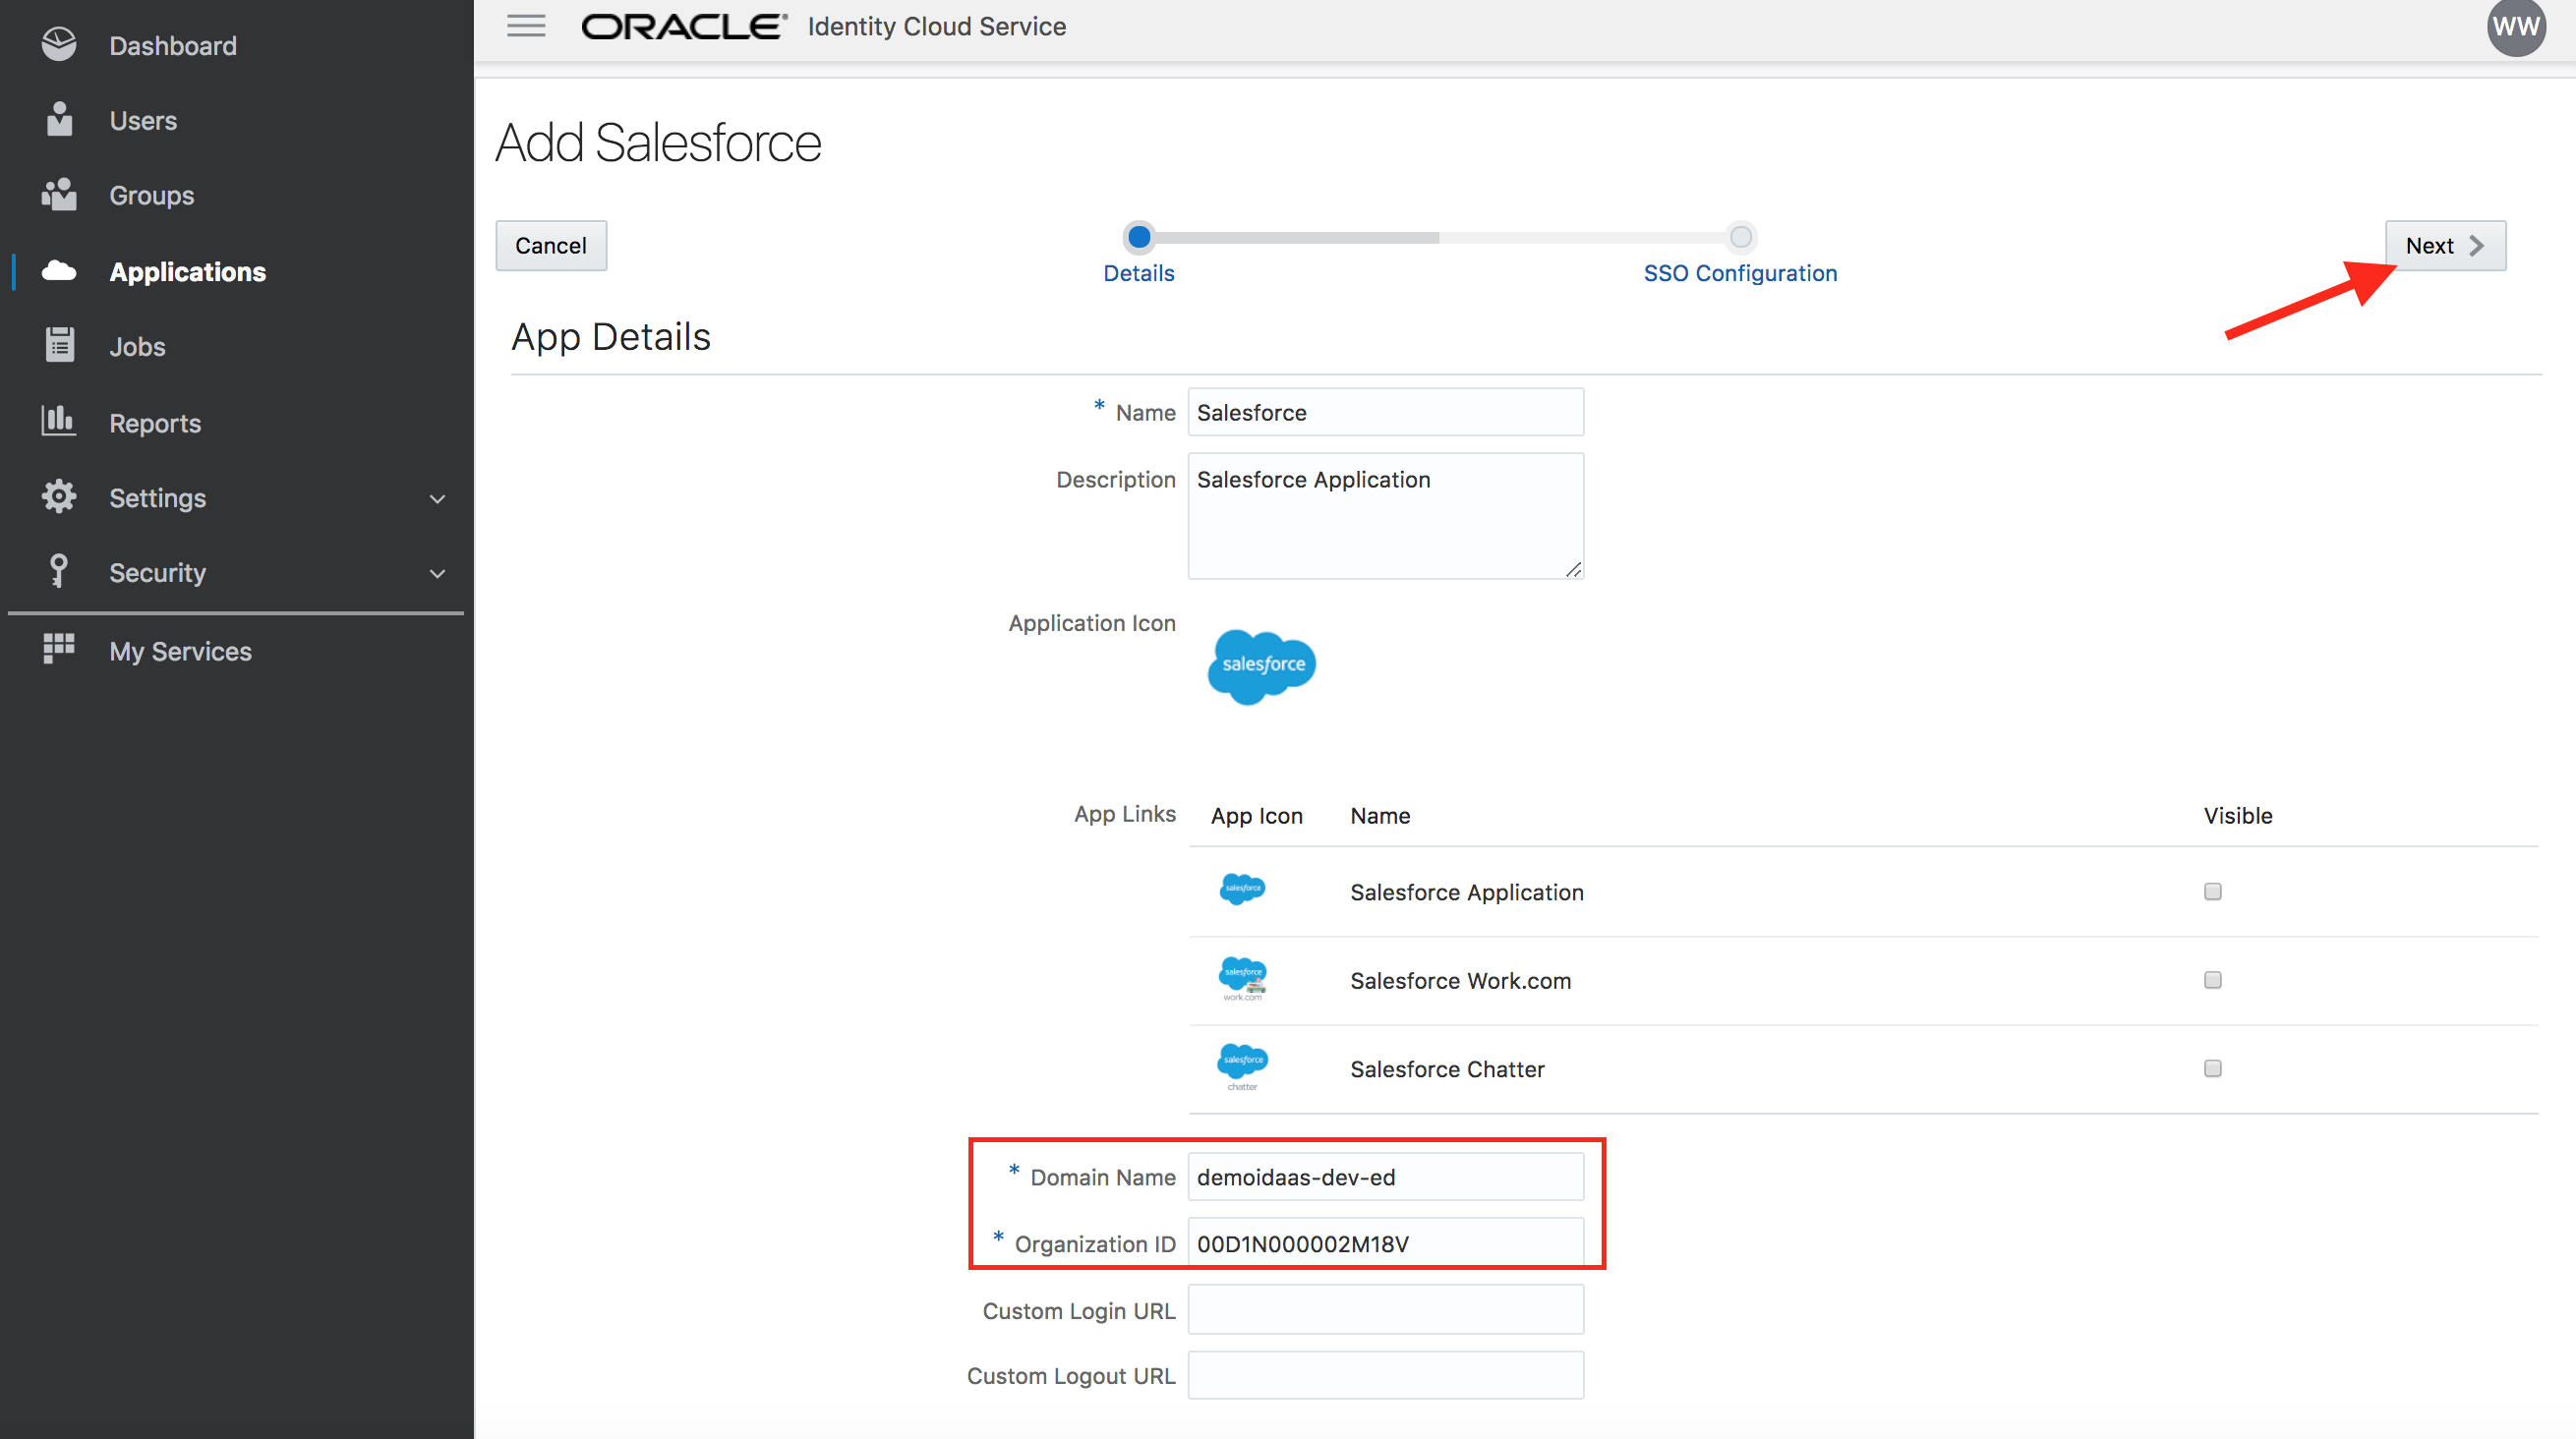 Dashboard
Users
Groups
Applications
Jobs
Reports
Settings
Security
My Services
ORACLE® Identity Cloud Service
WW
Add Salesforce
Cancel
Details
SSO Configuration
Next
App Details
* Name Salesforce
Description Salesforce Application
Application Icon
salesforce
App Links App Icon Name Visible
salesforce Salesforce Application
salesforce
work.com
Salesforce Work.com
salesforce
chatter
Salesforce Chatter
* Domain Name demoidaas-dev-ed
* Organization ID 00D1N000002M18V
Custom Login URL
Custom Logout URL